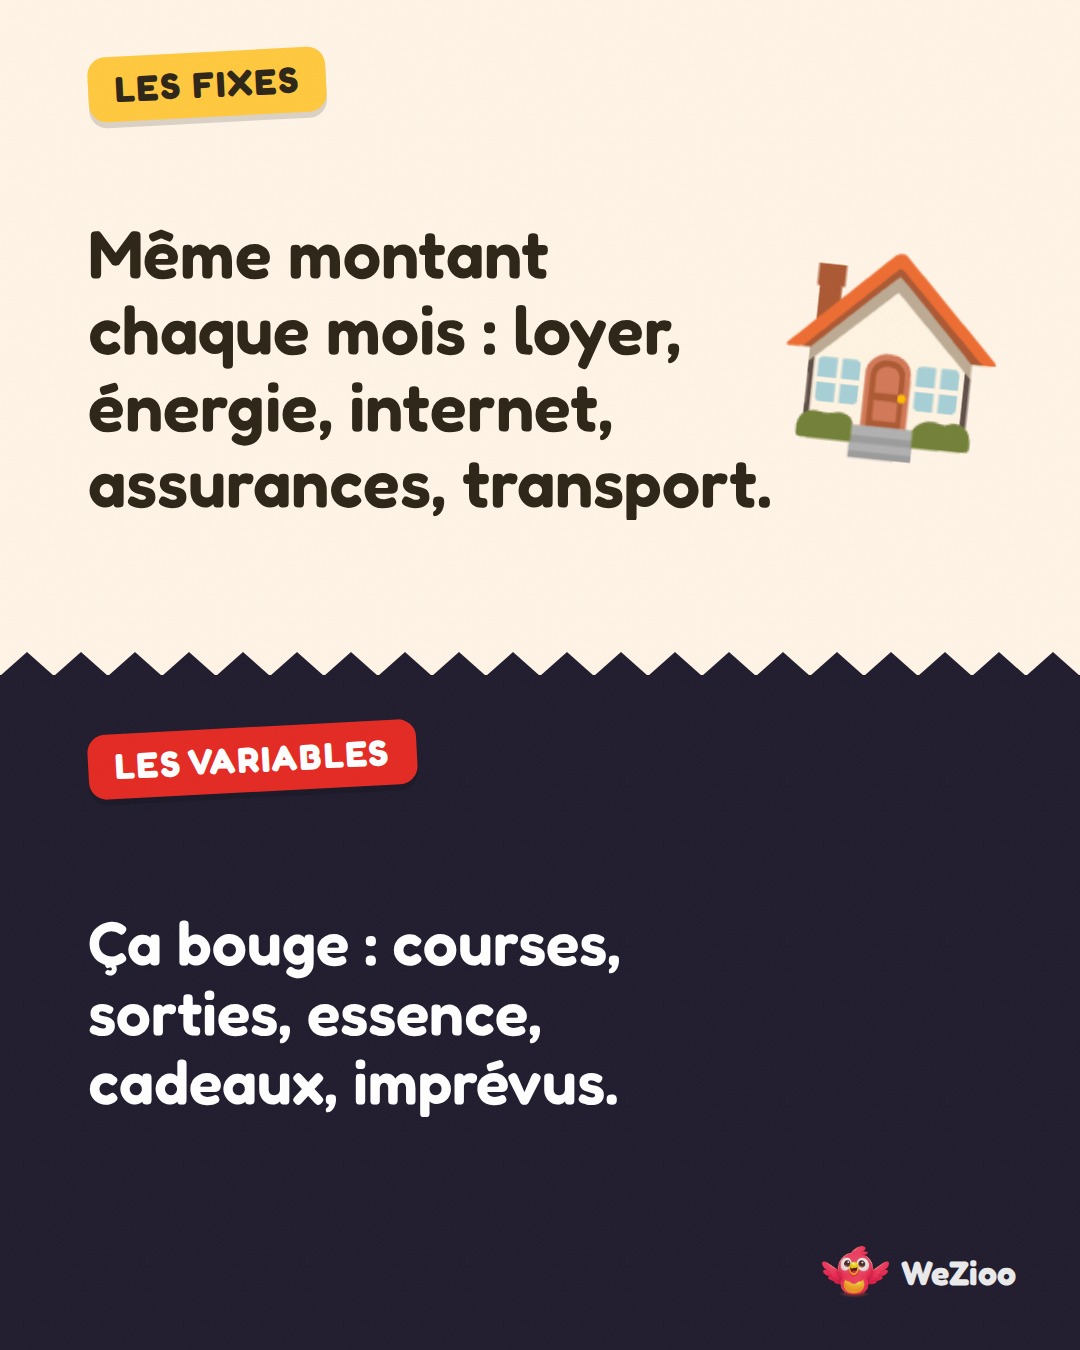 LES FIXES
Même montant
chaque mois : loyer,
énergie, internet,
assurances, transport.
LES VARIABLES
Ça bouge : courses,
sorties, essence,
cadeaux, imprévus.
WeZioo